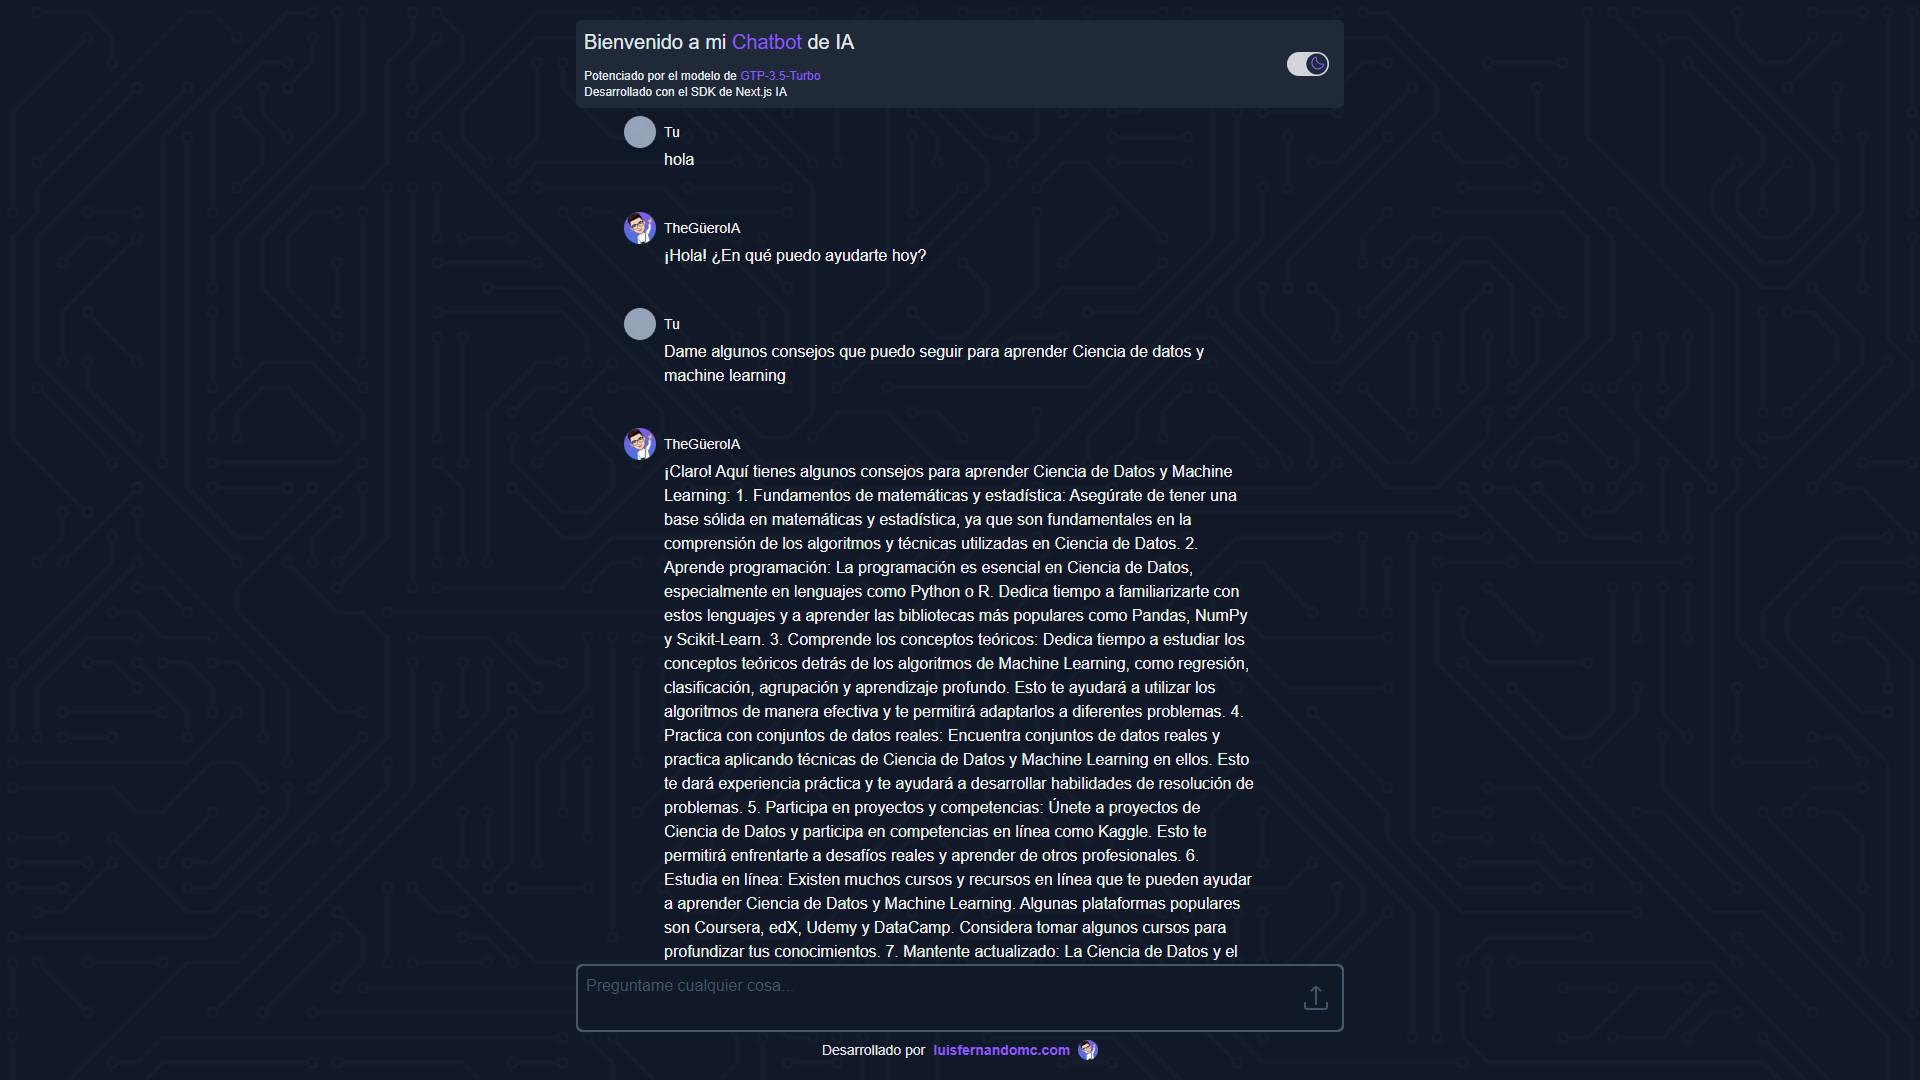 Bienvenido a mi Chatbot de IA
Potenciado por el modelo de GTP-3.5-Turbo
Desarrollado con el SDK de Next.js IA
Tu
hola
TheGüeroIA
¡Hola! ¿En qué puedo ayudarte hoy?
Tu
Dame algunos consejos que puedo seguir para aprender Ciencia de datos y
machine learning
TheGüeroIA
¡Claro! Aquí tienes algunos consejos para aprender Ciencia de Datos y Machine
Learning: 1. Fundamentos de matemáticas y estadística: Asegúrate de tener una
base sólida en matemáticas y estadística, ya que son fundamentales en la
comprensión de los algoritmos y técnicas utilizadas en Ciencia de Datos. 2.
Aprende programación: La programación es esencial en Ciencia de Datos,
especialmente en lenguajes como Python o R. Dedica tiempo a familiarizarte con
estos lenguajes y a aprender las bibliotecas más populares como Pandas, NumPy
y Scikit-Learn. 3. Comprende los conceptos teóricos: Dedica tiempo a estudiar los
conceptos teóricos detrás de los algoritmos de Machine Learning, como regresión,
clasificación, agrupación y aprendizaje profundo. Esto te ayudará a utilizar los
algoritmos de manera efectiva y te permitirá adaptarlos a diferentes problemas. 4.
Practica con conjuntos de datos reales: Encuentra conjuntos de datos reales y
practica aplicando técnicas de Ciencia de Datos y Machine Learning en ellos. Esto
te dará experiencia práctica y te ayudará a desarrollar habilidades de resolución de
problemas. 5. Participa en proyectos y competencias: Únete a proyectos de
Ciencia de Datos y participa en competencias en línea como Kaggle. Esto te
permitirá enfrentarte a desafíos reales y aprender de otros profesionales. 6.
Estudia en línea: Existen muchos cursos y recursos en línea que te pueden ayudar
a aprender Ciencia de Datos y Machine Learning. Algunas plataformas populares
son Coursera, edX, Udemy y DataCamp. Considera tomar algunos cursos para
profundizar tus conocimientos. 7. Mantente actualizado: La Ciencia de Datos y el
Preguntame cualquier cosa...
Desarrollado por luisfernandomc.com